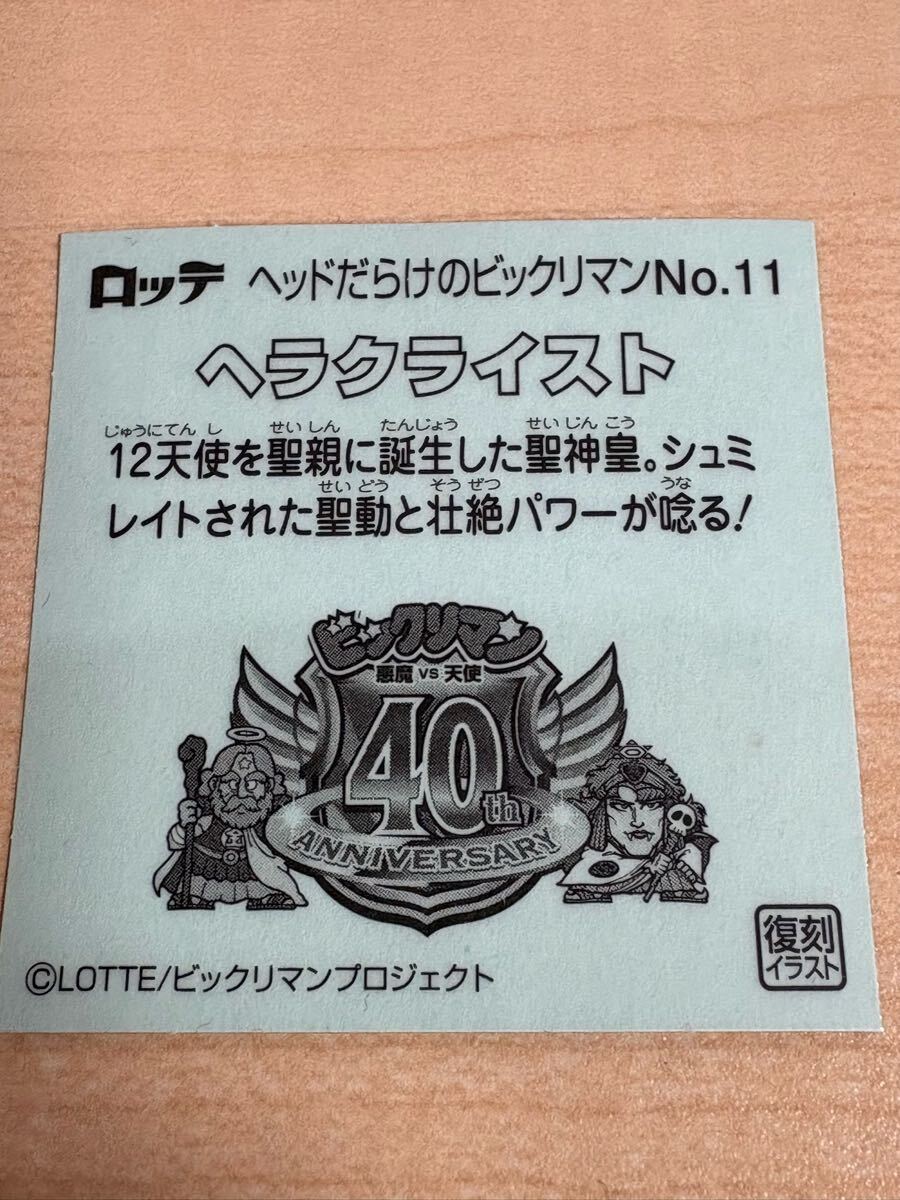 ロッテ ヘッドだらけのビックリマンNo.11
ヘラクライスト
じゅうにてんし せいしん たんじょう せいじんこう
12天使を聖親に誕生した聖神皇。シュミ
せいどう そうぜつ うな
レイトされた聖動と壮絶パワーが唸る!
ビックリマン
悪魔 VS 天使
40th
ANNIVERSARY
復刻
イラスト
©LOTTE/ビックリマンプロジェクト